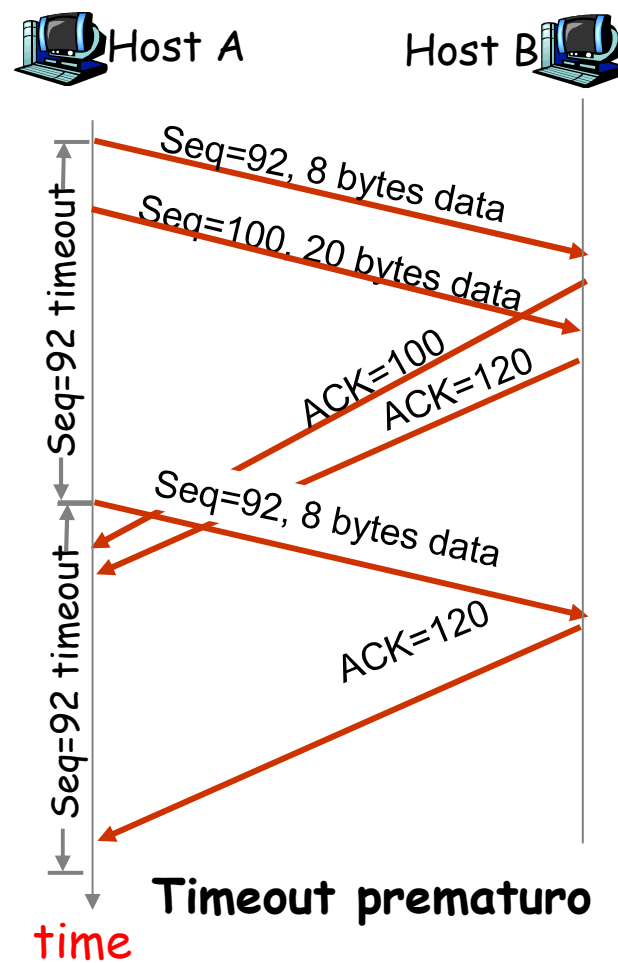 Host A
Host B
Seq=92, 8 bytes data
Seq=100, 20 bytes data
Seq=92 timeout
ACK=100
ACK=120
Seq=92, 8 bytes data
Seq=92 timeout
ACK=120
Timeout prematuro
time